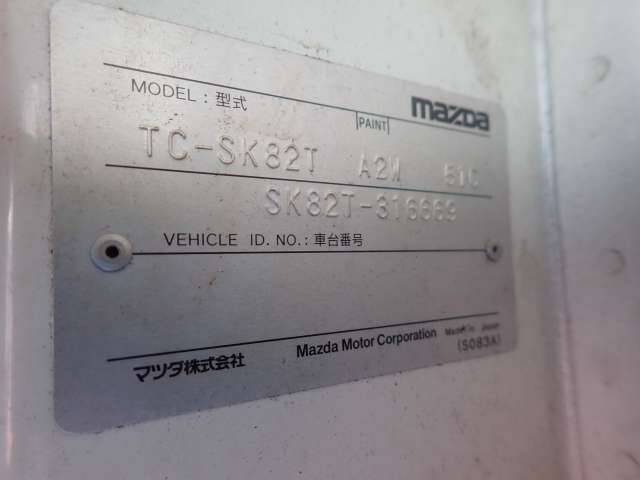 MODEL : 型式
PAINT
mazda
TC-SK82T A2W 51C
SK82T-316669
VEHICLE ID. NO. : 車台番号
マツダ株式会社
Mazda Motor Corporation Made in Japan
(S083A)